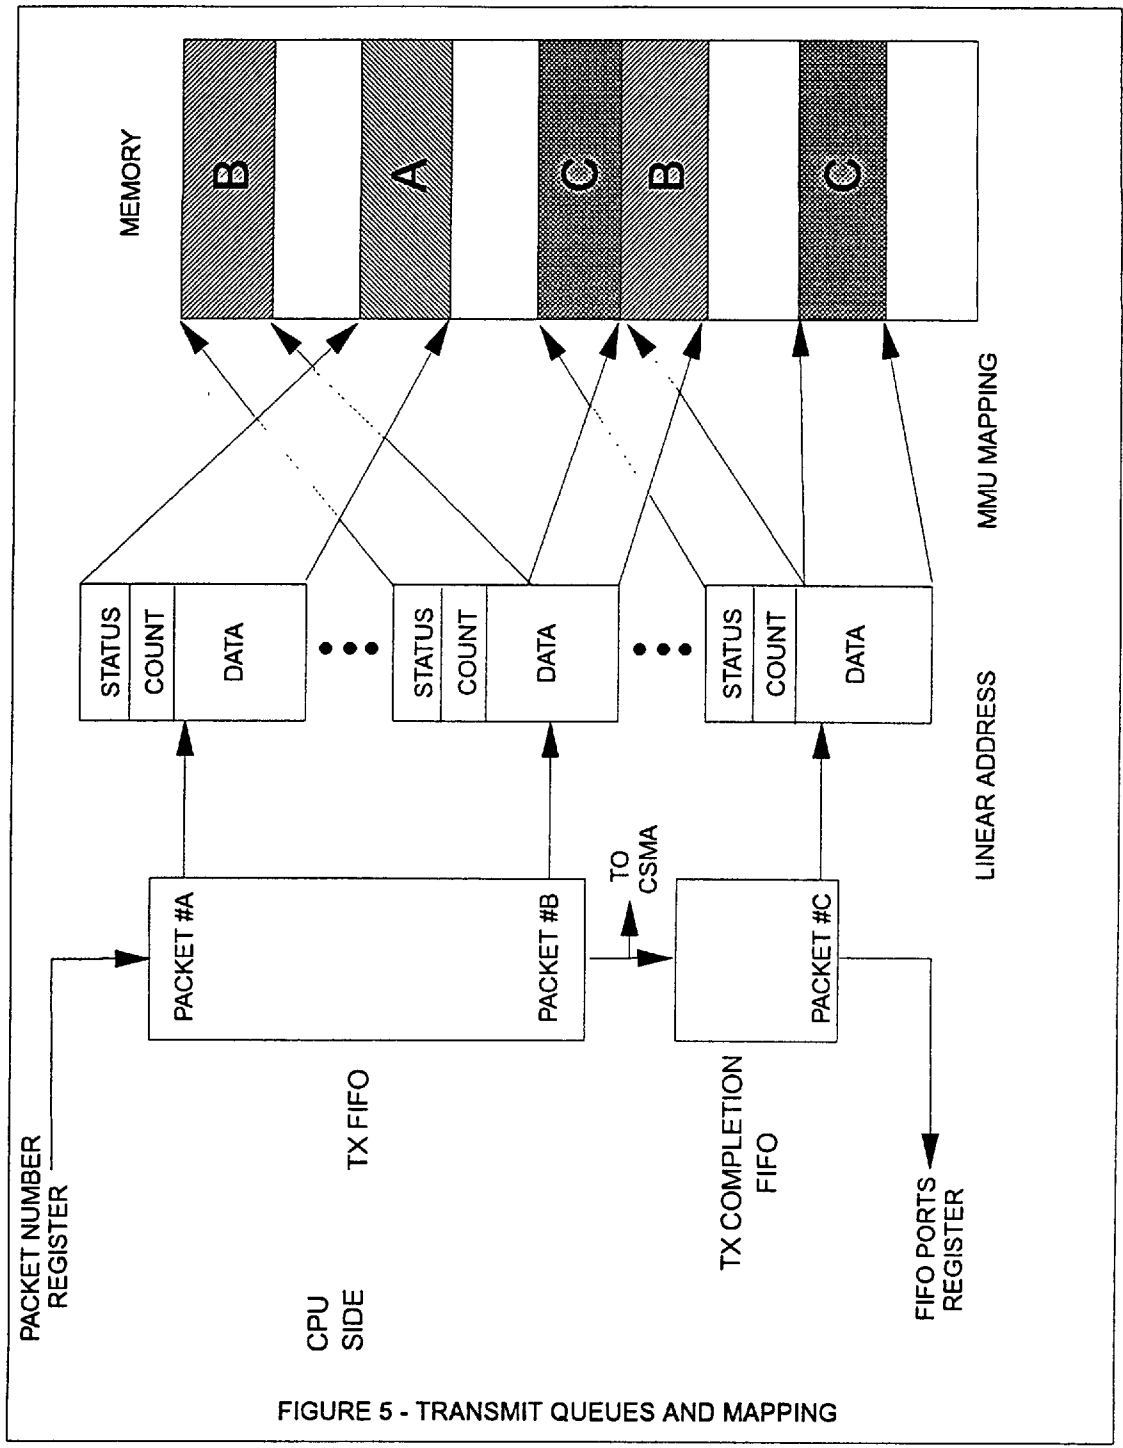 PACKET NUMBER
REGISTER
CPU
SIDE
TX FIFO
PACKET #A
PACKET #B
TO
CSMA
TX COMPLETION
FIFO
PACKET #C
FIFO PORTS
REGISTER
STATUS
COUNT
DATA
STATUS
COUNT
DATA
STATUS
COUNT
DATA
LINEAR ADDRESS
MMU MAPPING
MEMORY
B
A
C
B
C
FIGURE 5 - TRANSMIT QUEUES AND MAPPING